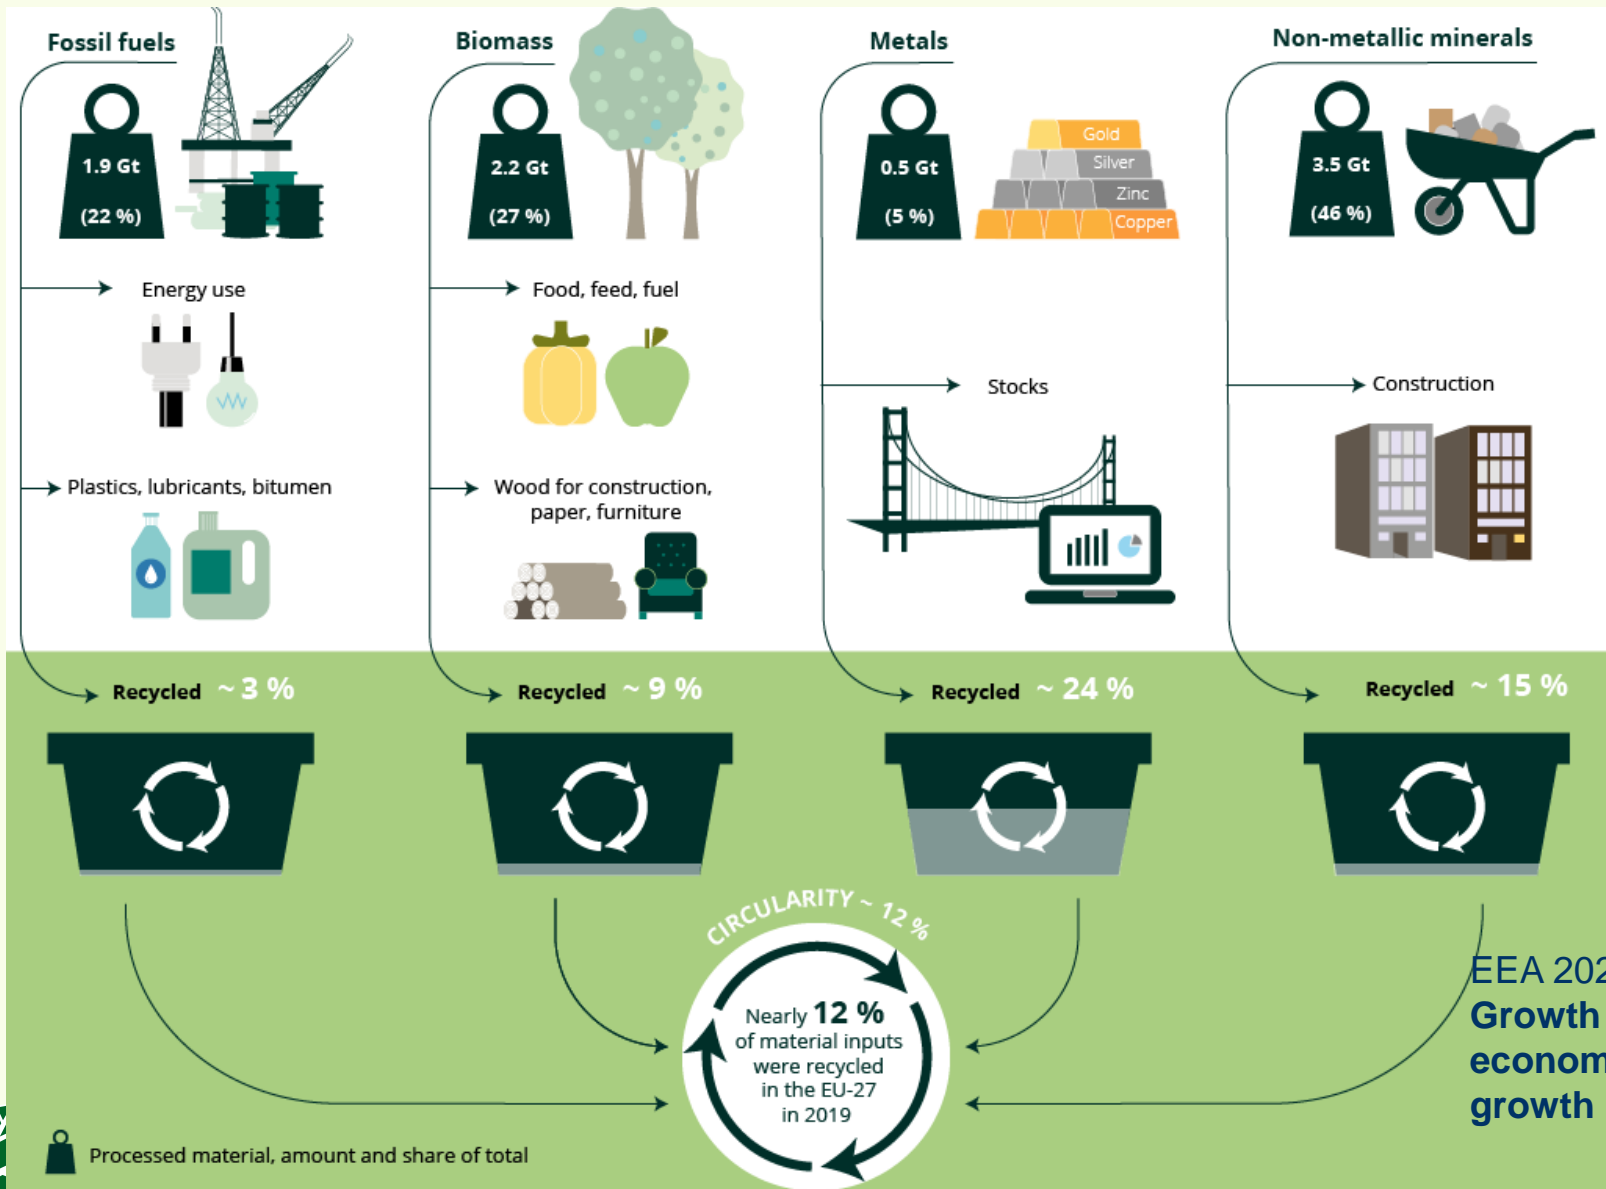 Fossil fuels
1.9 Gt
(22 %)
Energy use
Plastics, lubricants, bitumen
Recycled ~ 3 %
Biomass
2.2 Gt
(27 %)
Food, feed, fuel
Wood for construction,
paper, furniture
Recycled ~ 9 %
Metals
0.5 Gt
(5 %)
Gold
Silver
Zinc
Copper
Stocks
Recycled ~ 24 %
Non-metallic minerals
3.5 Gt
(46 %)
Construction
Recycled ~ 15 %
CIRCULARITY ~ 12 %
Nearly 12 %
of material inputs
were recycled
in the EU-27
in 2019
EEA 202
Growth
econom
growth
Processed material, amount and share of total